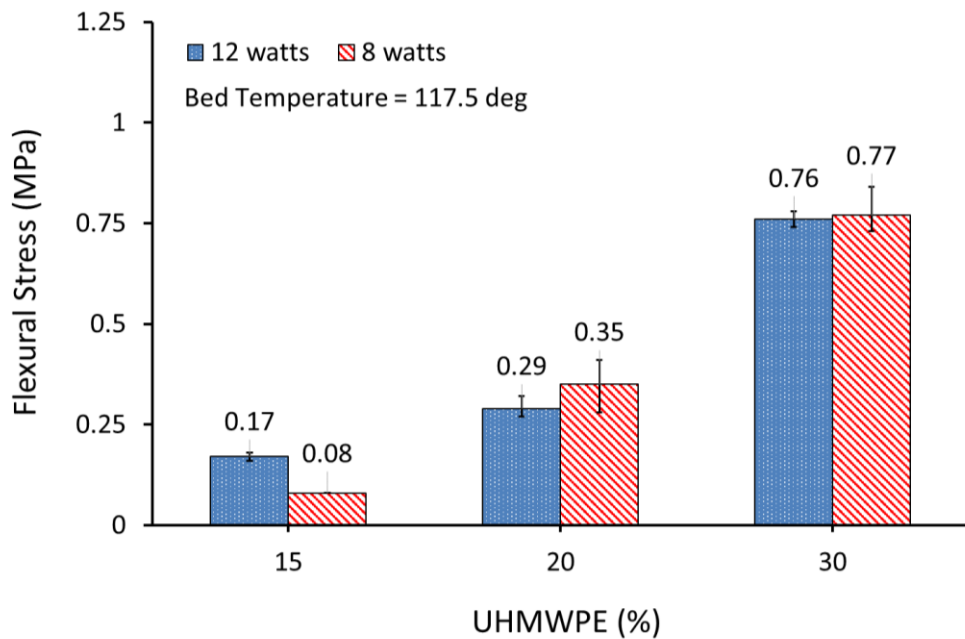 1.25
12 watts 8 watts
Bed Temperature = 117.5 deg
1
0.77
0.76
0.75
Flexural Stress (MPa)
0.5
0.35
0.29
0.25
0.17
0.08
0
15 20 30
UHMWPE (%)